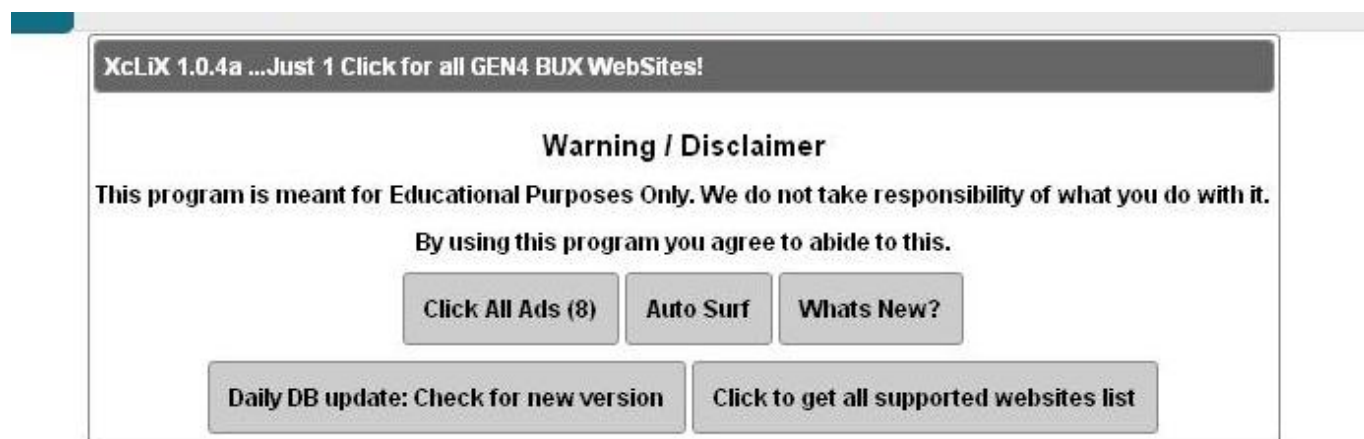 XcLiX 1.0.4a ...Just 1 Click for all GEN4 BUX WebSites!
Warning / Disclaimer
This program is meant for Educational Purposes Only. We do not take responsibility of what you do with it.
By using this program you agree to abide to this.
Click All Ads (8) Auto Surf Whats New?
Daily DB update: Check for new version Click to get all supported websites list